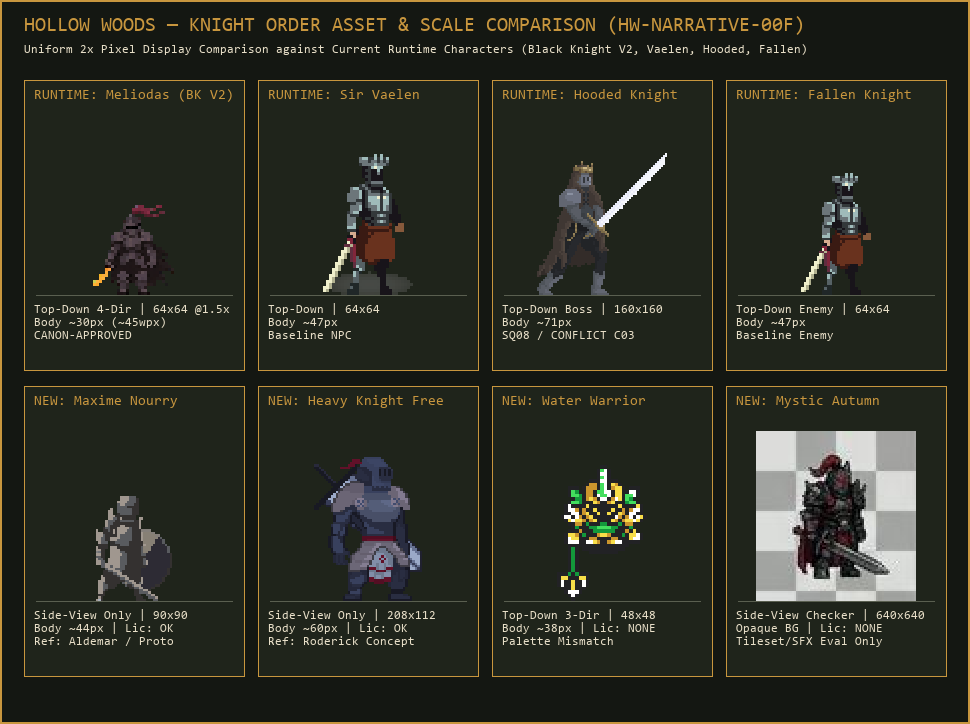 HOLLOW WOODS — KNIGHT ORDER ASSET & SCALE COMPARISON (HW-NARRATIVE-00F)
Uniform 2x Pixel Display Comparison against Current Runtime Characters (Black Knight V2, Vaelen, Hooded, Fallen)
RUNTIME: Meliodas (BK V2)
Top-Down 4-Dir | 64x64 @1.5x
Body ~30px (~45wpx)
CANON-APPROVED
RUNTIME: Sir Vaelen
Top-Down | 64x64
Body ~47px
Baseline NPC
RUNTIME: Hooded Knight
Top-Down Boss | 160x160
Body ~71px
SQ08 / CONFLICT C03
RUNTIME: Fallen Knight
Top-Down Enemy | 64x64
Body ~47px
Baseline Enemy
NEW: Maxime Nourry
Side-View Only | 90x90
Body ~44px | Lic: OK
Ref: Aldemar / Proto
NEW: Heavy Knight Free
Side-View Only | 208x112
Body ~60px | Lic: OK
Ref: Roderick Concept
NEW: Water Warrior
Top-Down 3-Dir | 48x48
Body ~38px | Lic: NONE
Palette Mismatch
NEW: Mystic Autumn
Side-View Checker | 640x640
Opaque BG | Lic: NONE
Tileset/SFX Eval Only